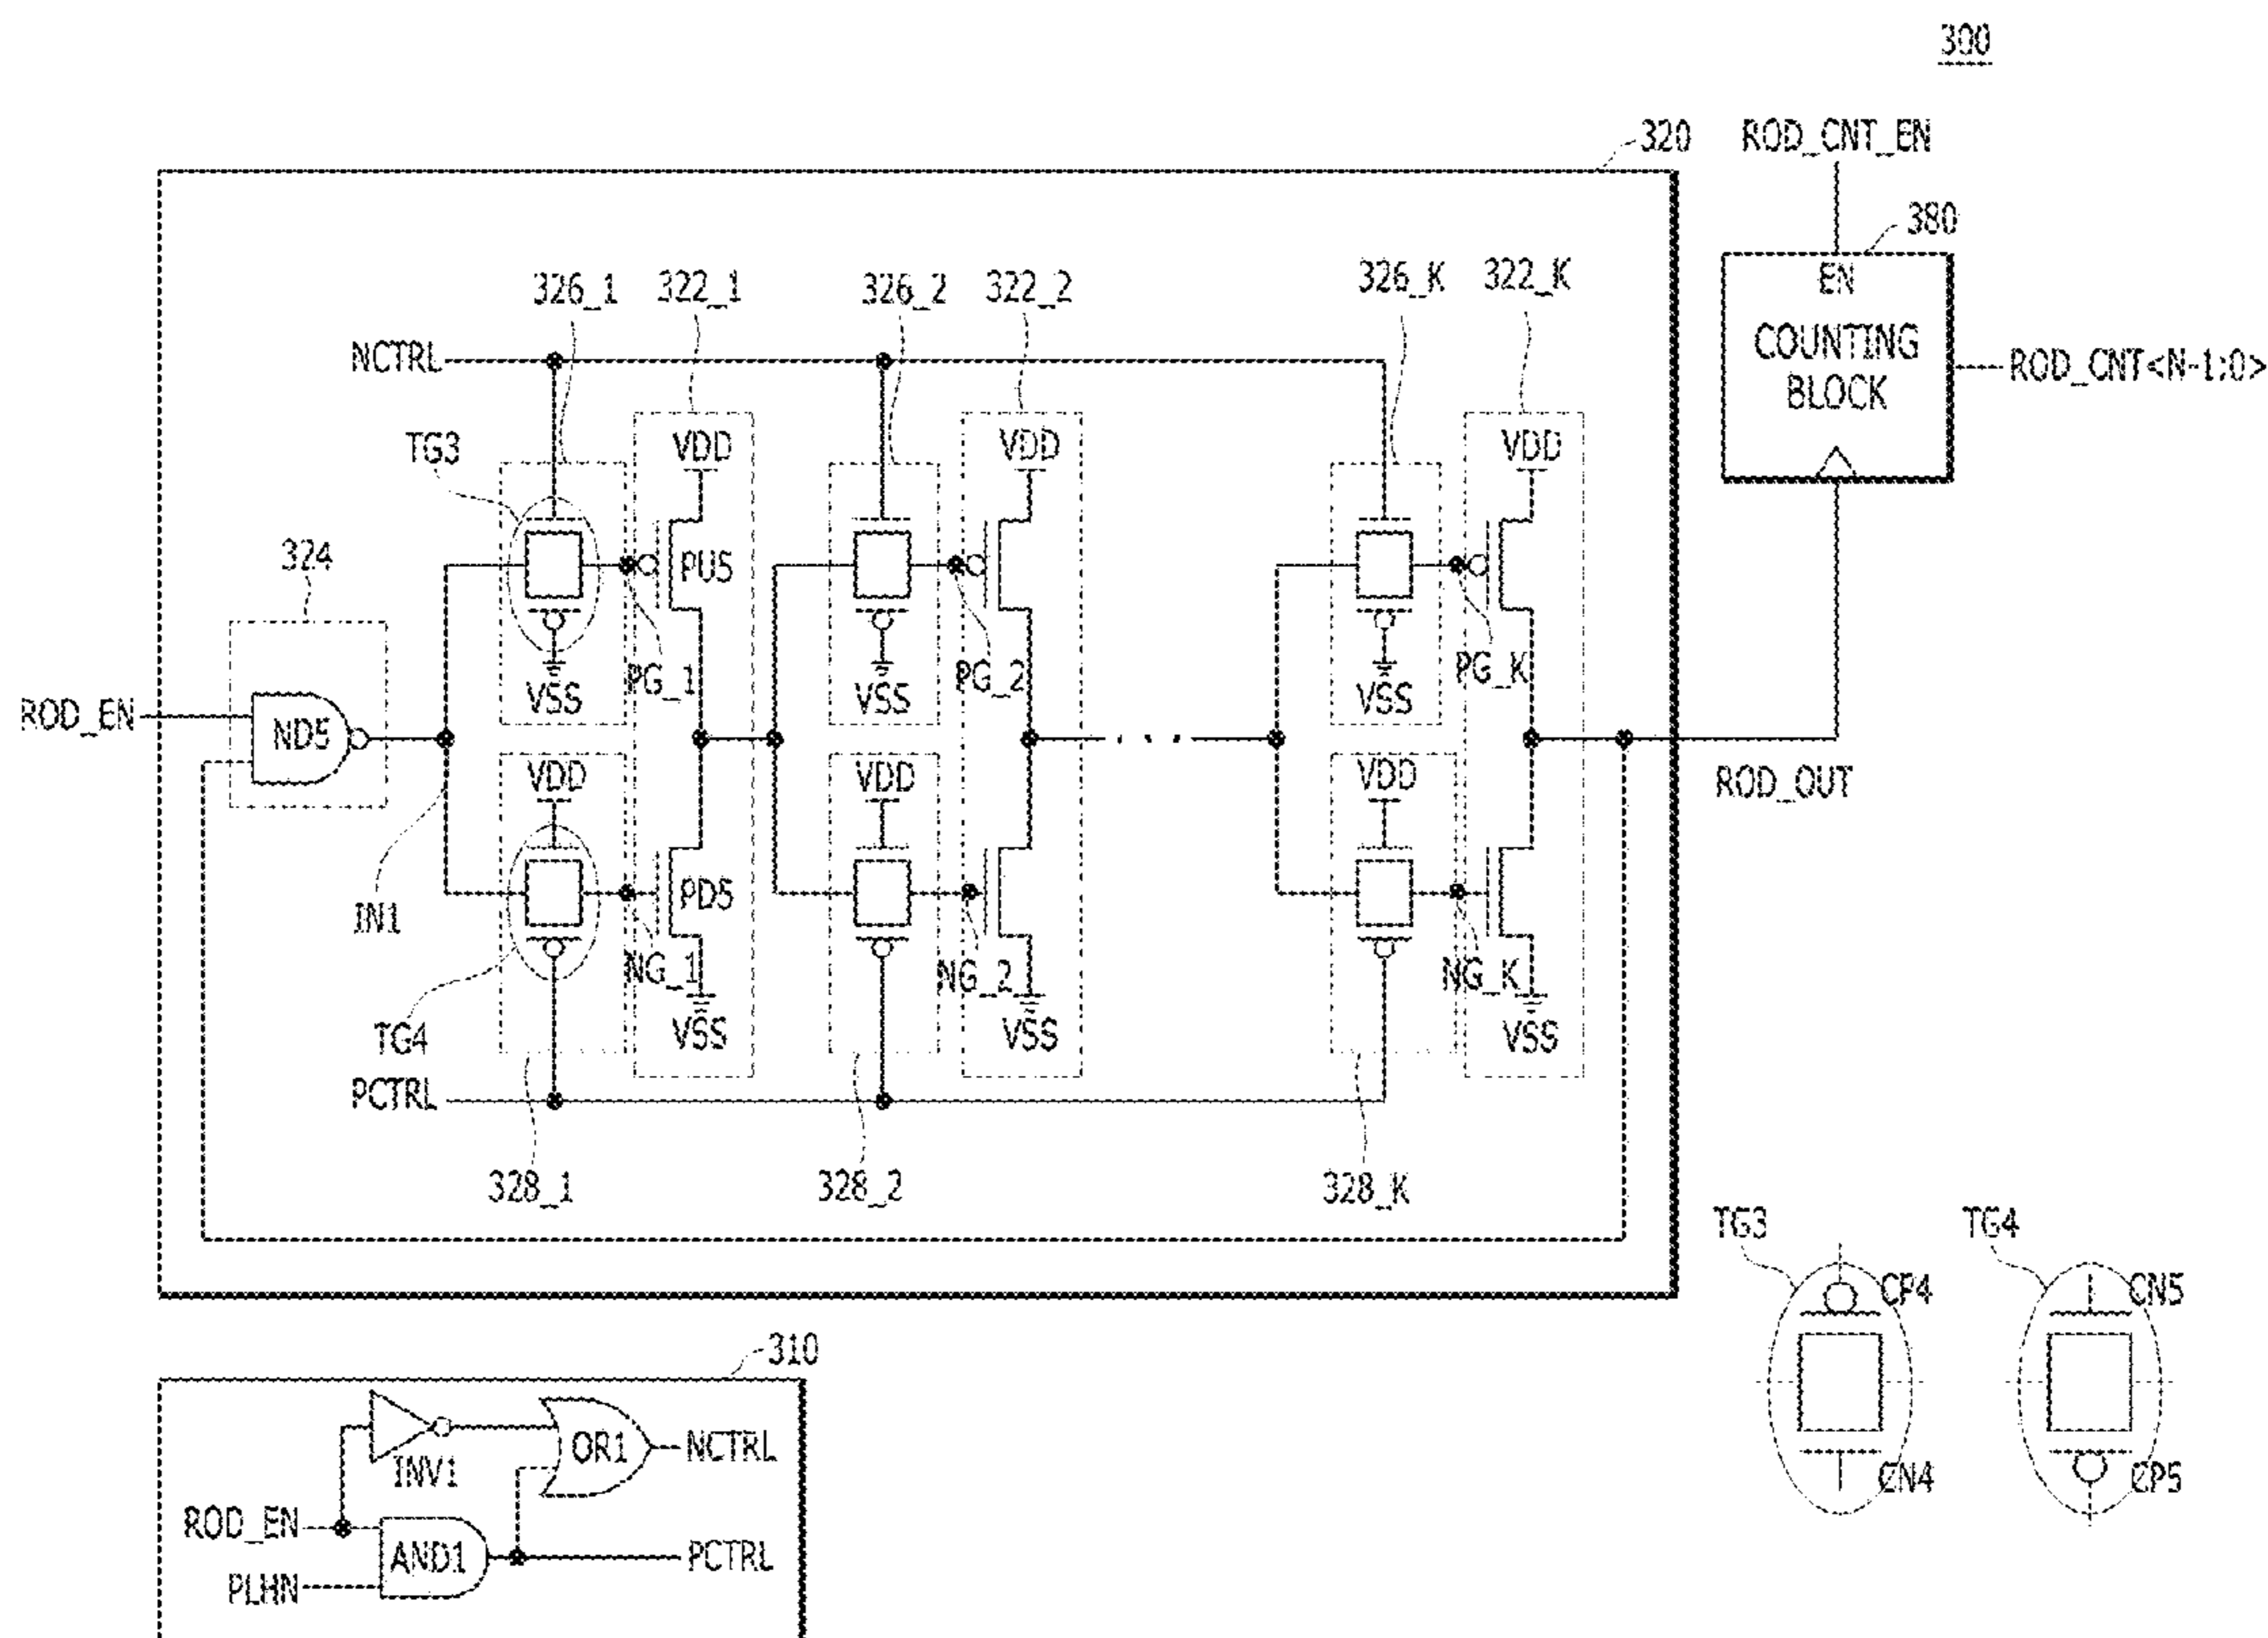 300
320
ROD_CNT_EN
380
EN
COUNTING
BLOCK
ROD_CNT<N-1:0>
326_1
322_1
326_2
322_2
326_K
322_K
NCTRL
TG3
VDD
VDD
VDD
324
PU5
PG_1
PG_2
PG_K
VSS
VSS
VSS
ROD_EN
ND5
VDD
VDD
VDD
ROD_OUT
IN1
PD5
NG_1
NG_2
NG_K
TG4
VSS
VSS
VSS
PCTRL
328_1
328_2
328_K
TG3
TG4
CP4
CN5
CN4
CP5
310
INV1
OR1
NCTRL
ROD_EN
AND1
PCTRL
PLHN